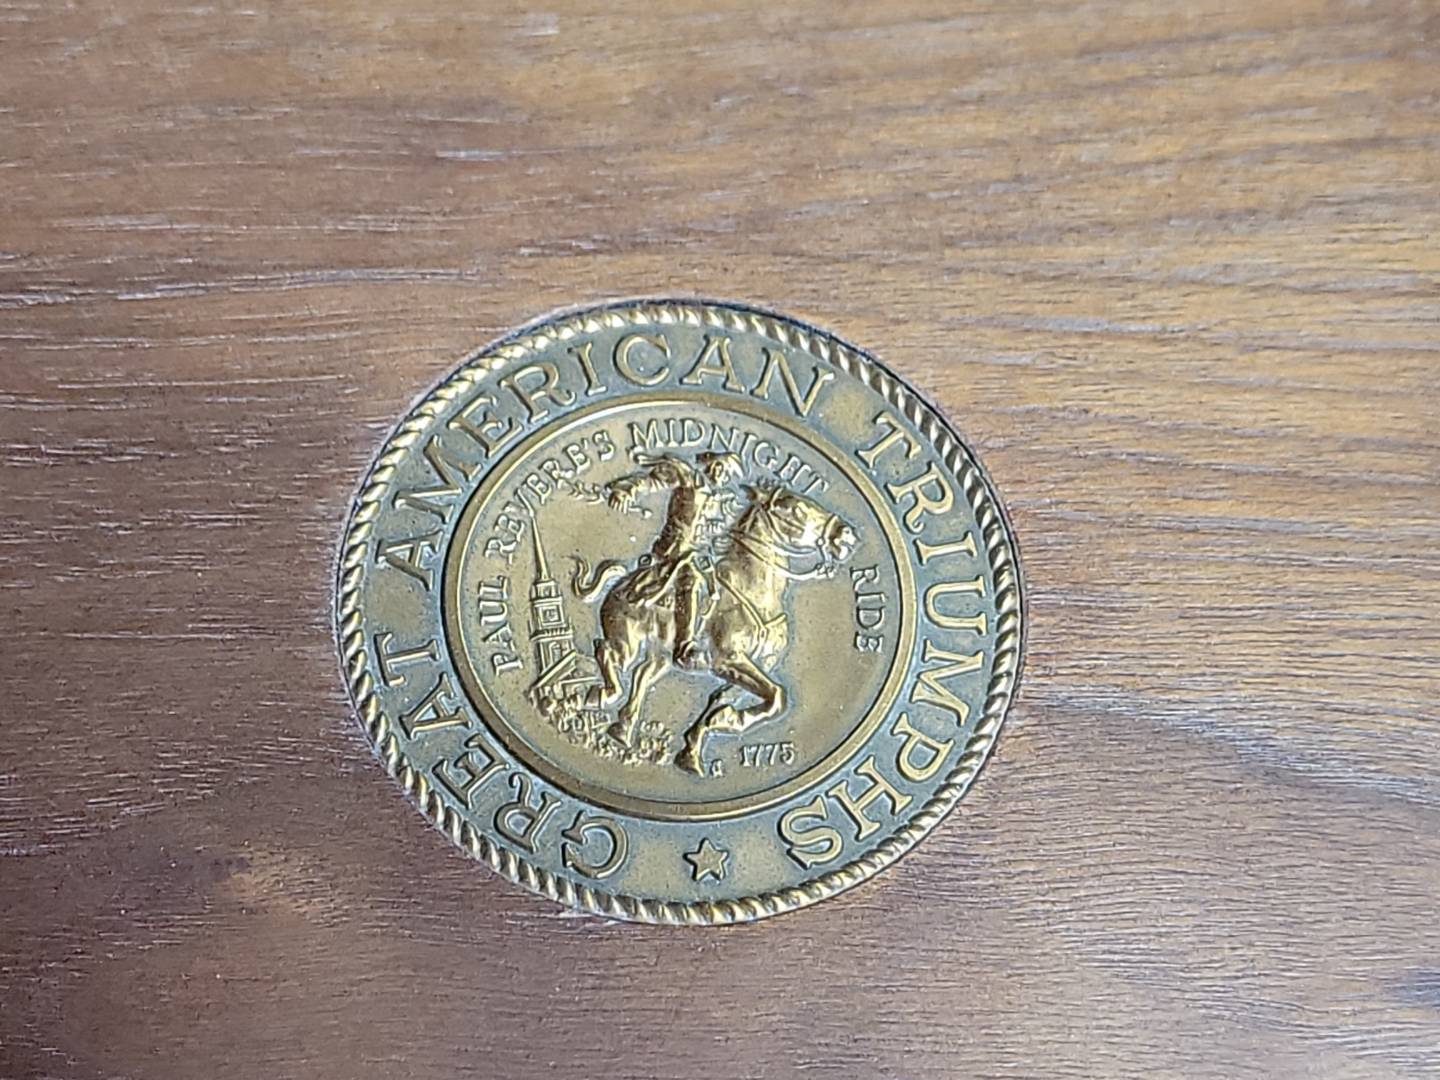 GREAT AMERICAN TRIUMPHS
PAUL REVERE'S MIDNIGHT RIDE
1775